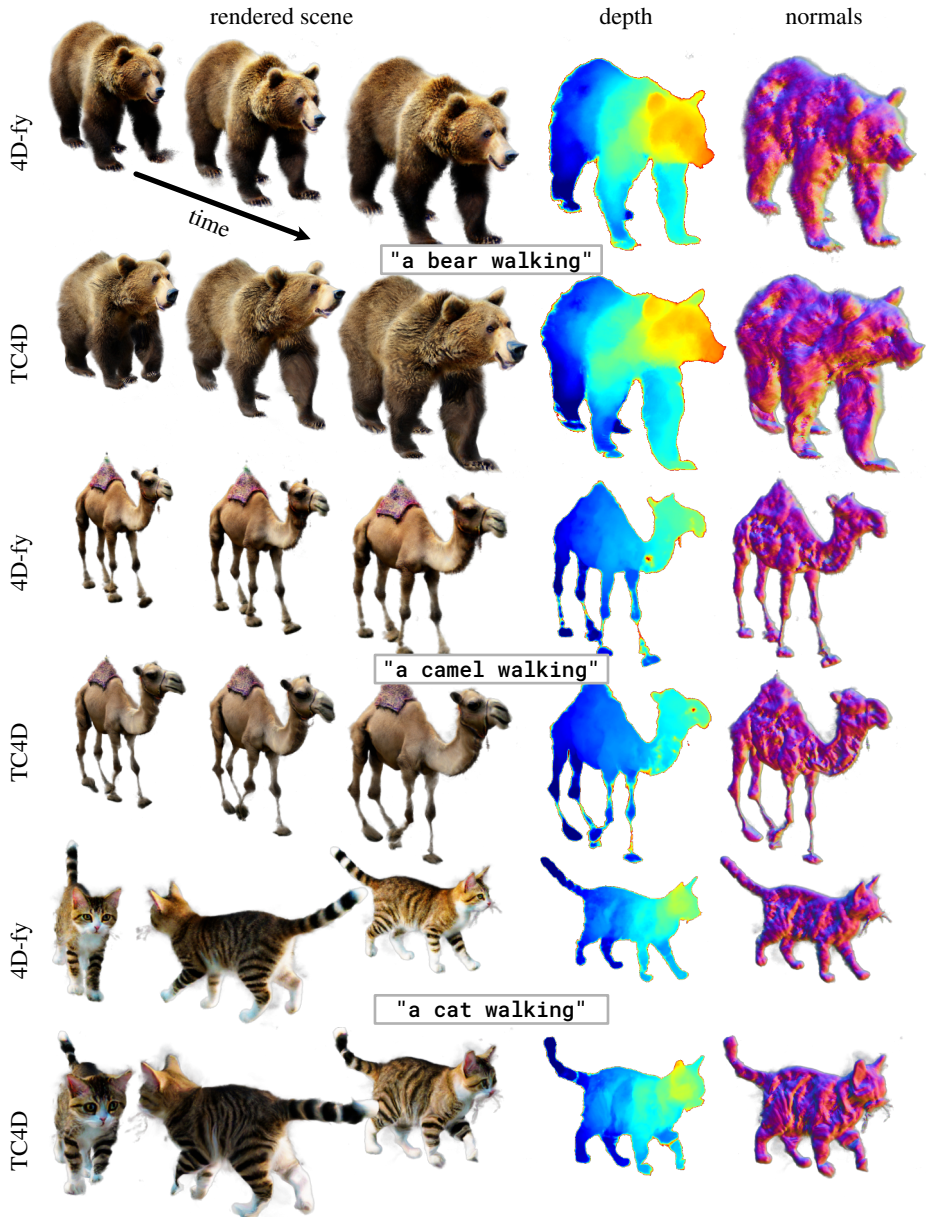 rendered scene
depth
normals
4D-fy
time
"a bear walking"
TC4D
4D-fy
"a camel walking"
TC4D
4D-fy
"a cat walking"
TC4D